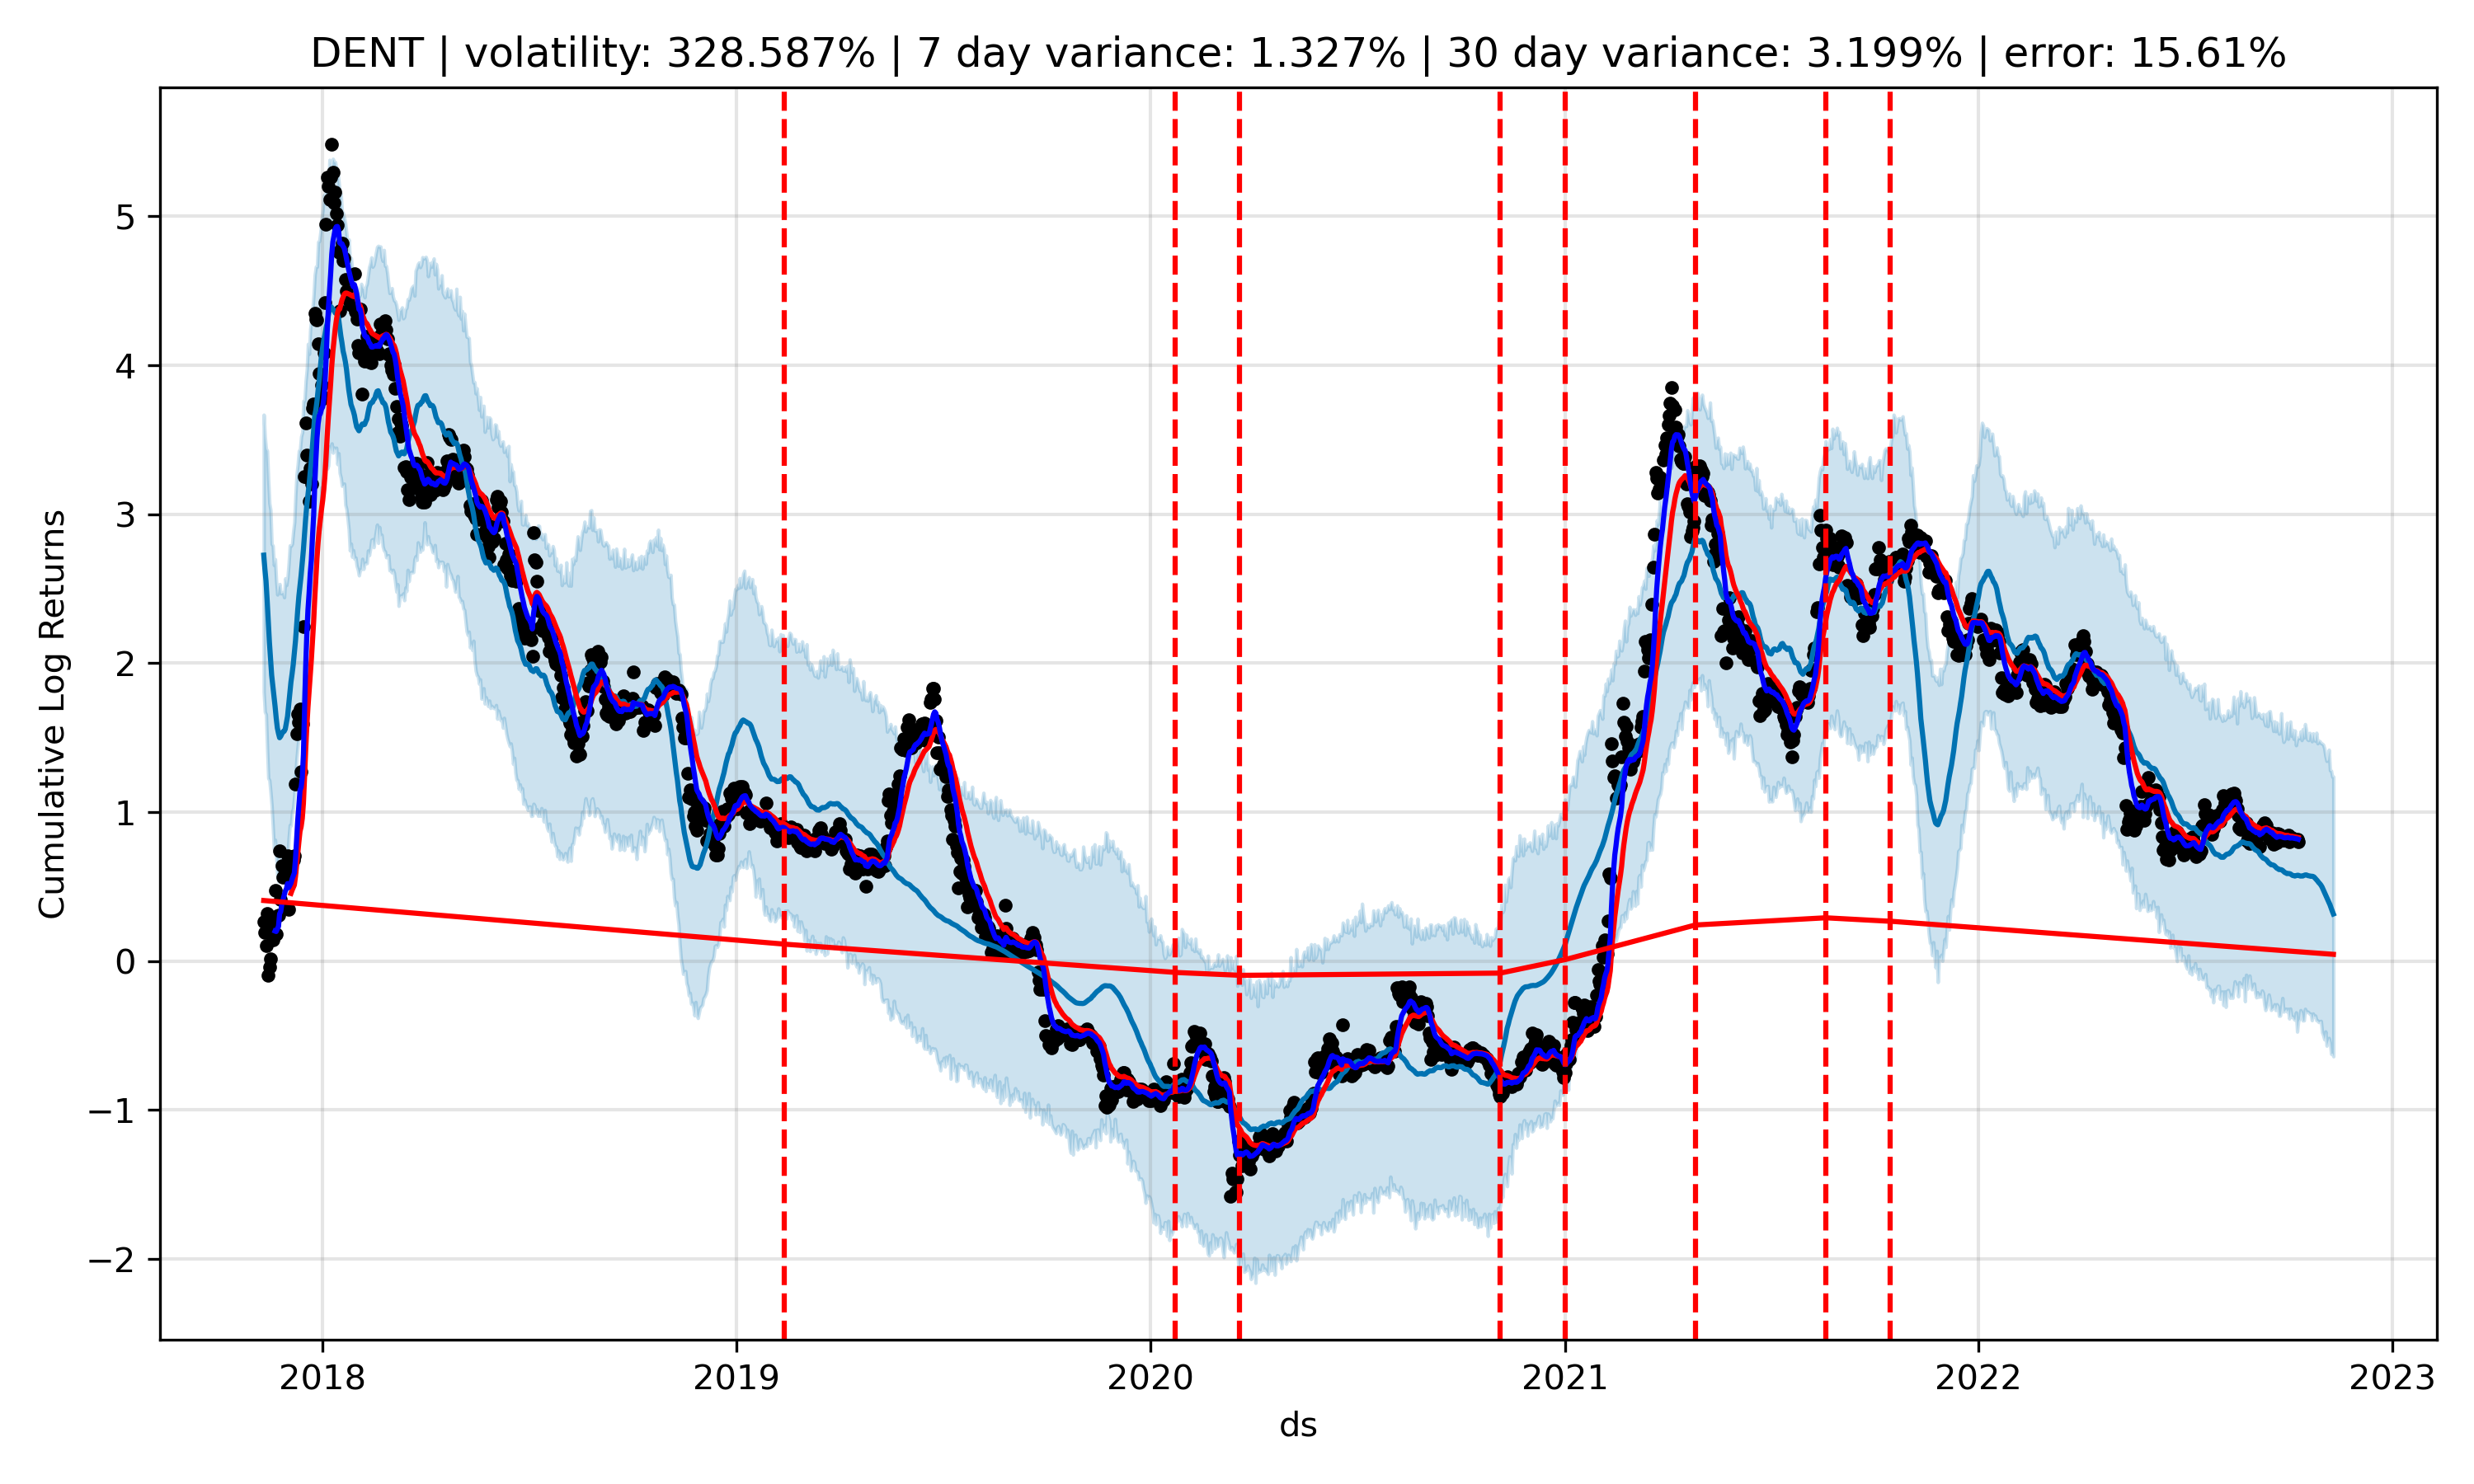 DENT | volatility: 328.587% | 7 day variance: 1.327% | 30 day variance: 3.199% | error: 15.61%
Cumulative Log Returns
5
4
3
2
1
0
−1
−2
2018 2019 2020 2021 2022 2023
ds